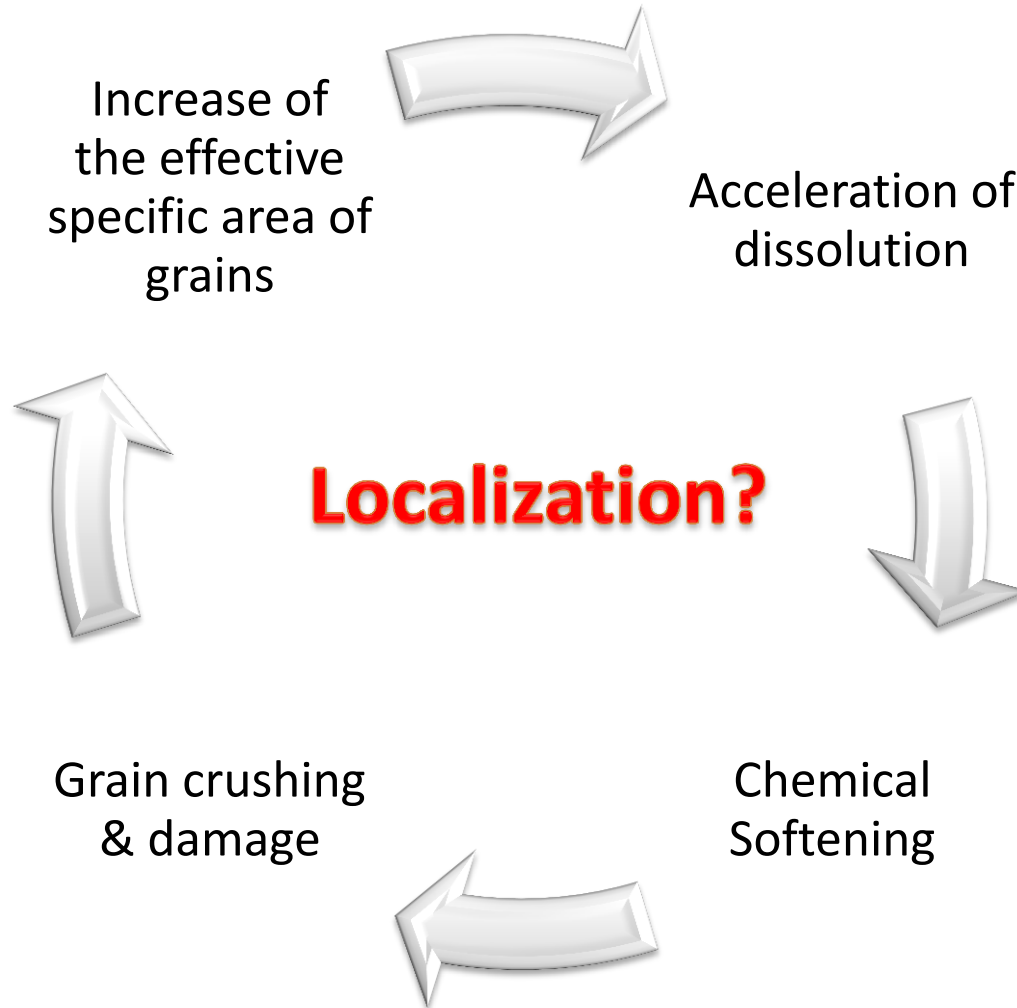 Increase of
the effective
specific area of
grains
Acceleration of
dissolution
Localization?
Grain crushing
& damage
Chemical
Softening